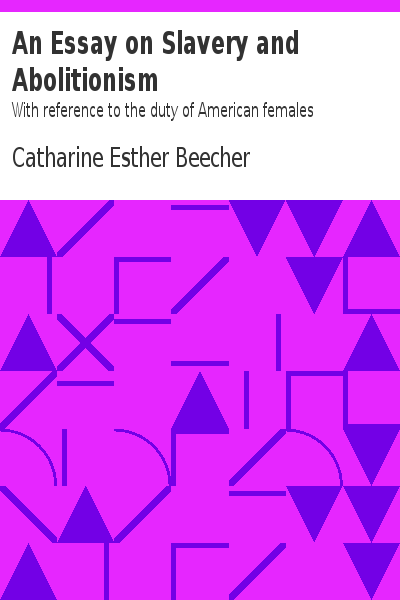 An Essay on Slavery and
Abolitionism
With reference to the duty of American females
Catharine Esther Beecher